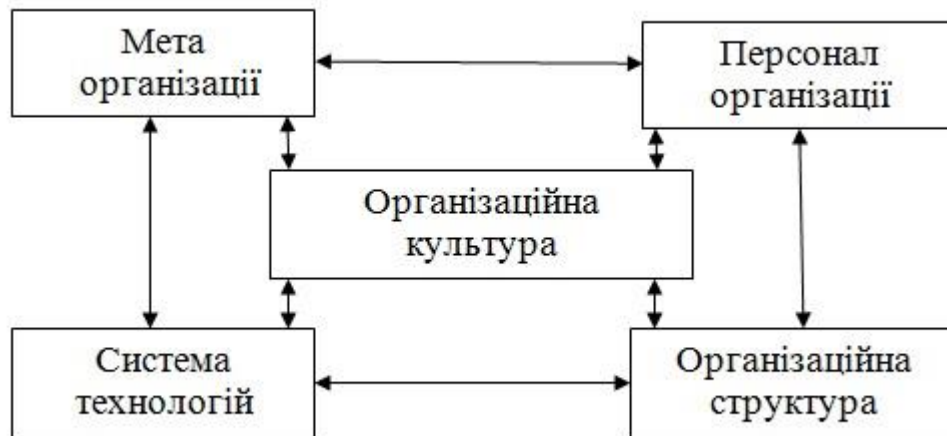 Мета
організації
Персонал
організації
Організаційна
культура
Система
технологій
Організаційна
структура